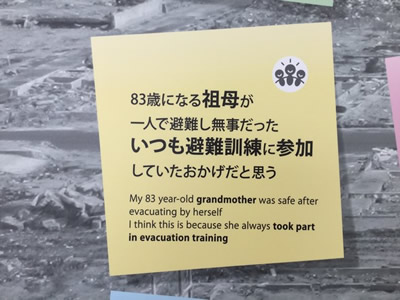 83歳になる祖母が
一人で避難し無事だった
いつも避難訓練に参加
していたおかげだと思う
My 83 year-old grandmother was safe after
evacuating by herself
I think this is because she always took part
in evacuation training